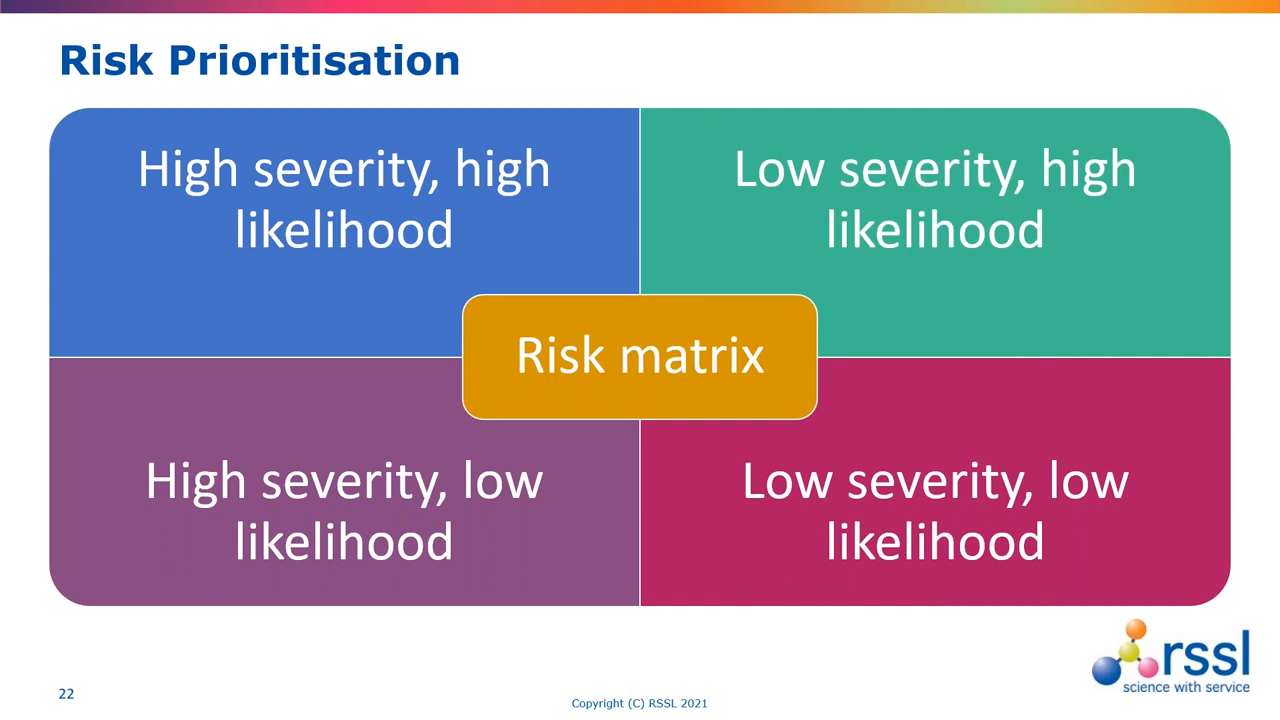 Risk Prioritisation
High severity, high
likelihood
Low severity, high
likelihood
Risk matrix
High severity, low
likelihood
Low severity, low
likelihood
rssl
science with service
22
Copyright (C) RSSL 2021